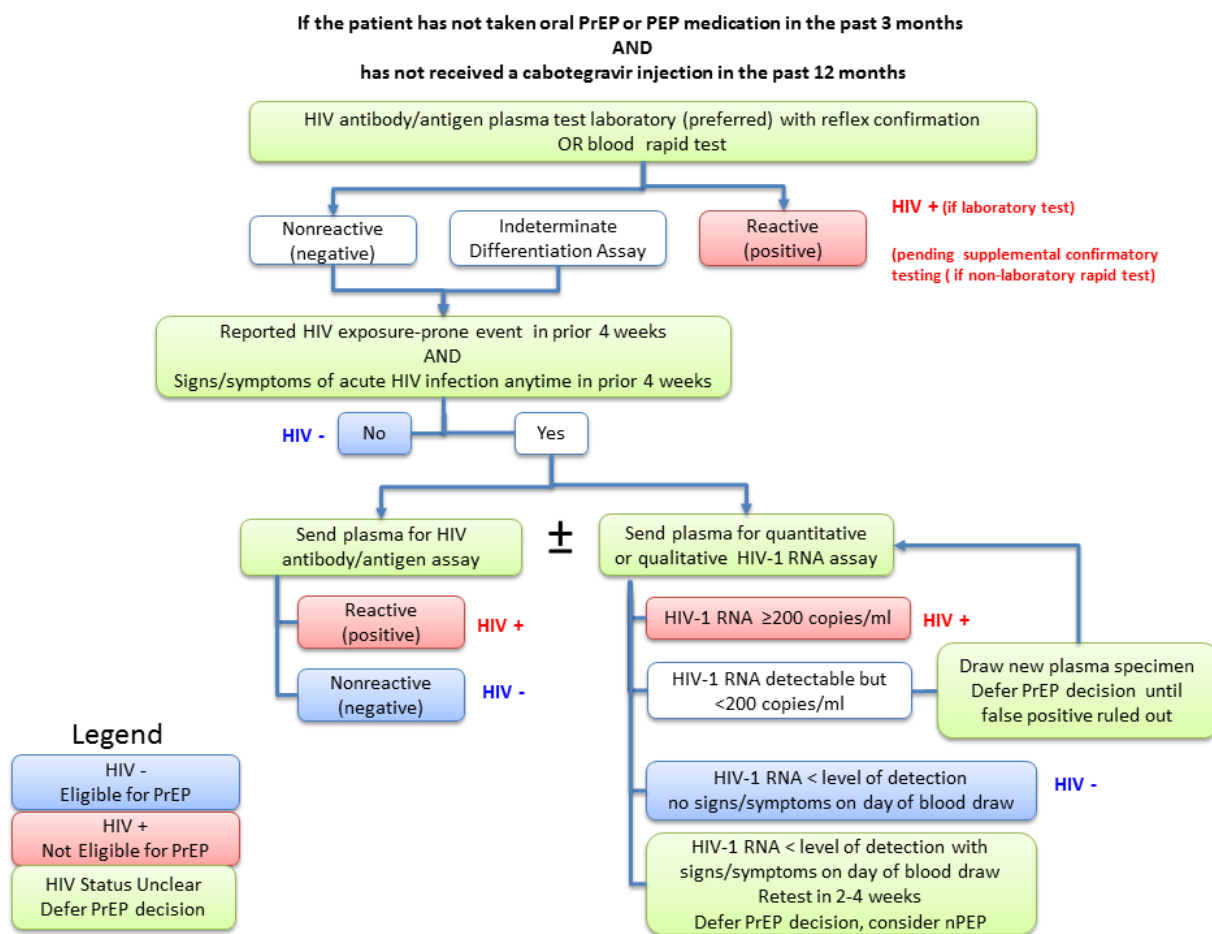 If the patient has not taken oral PrEP or PEP medication in the past 3 months
AND
has not received a cabotegravir injection in the past 12 months
HIV antibody/antigen plasma test laboratory (preferred) with reflex confirmation
OR blood rapid test
Nonreactive
(negative)
Indeterminate
Differentiation Assay
Reactive
(positive)
HIV + (if laboratory test)
(pending supplemental confirmatory
testing ( if non-laboratory rapid test)
Reported HIV exposure-prone event in prior 4 weeks
AND
Signs/symptoms of acute HIV infection anytime in prior 4 weeks
HIV -
No
Yes
Send plasma for HIV
antibody/antigen assay
±
Send plasma for quantitative
or qualitative HIV-1 RNA assay
Reactive
(positive)
HIV +
Nonreactive
(negative)
HIV -
HIV-1 RNA ≥200 copies/ml
HIV +
HIV-1 RNA detectable but
<200 copies/ml
Draw new plasma specimen
Defer PrEP decision until
false positive ruled out
HIV-1 RNA < level of detection
no signs/symptoms on day of blood draw
HIV -
HIV-1 RNA < level of detection with
signs/symptoms on day of blood draw
Retest in 2-4 weeks
Defer PrEP decision, consider nPEP
Legend
HIV -
Eligible for PrEP
HIV +
Not Eligible for PrEP
HIV Status Unclear
Defer PrEP decision